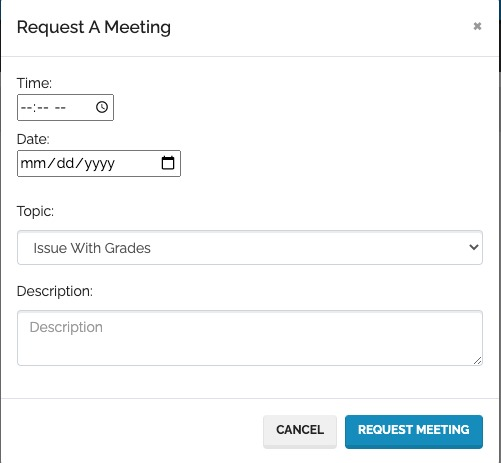 Request A Meeting
×
Time:
--:-- --
Date:
mm/dd/yyyy
Topic:
Issue With Grades
Description:
Description
CANCEL
REQUEST MEETING